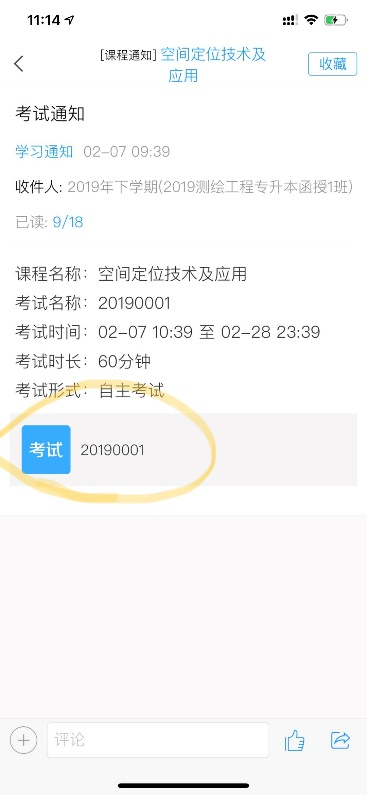 11:14
[课程通知] 空间定位技术及
应用
收藏
考试通知
学习通知 02-07 09:39
收件人: 2019年下学期(2019测绘工程专升本函授1班)
已读: 9/18
课程名称：空间定位技术及应用
考试名称：20190001
考试时间：02-07 10:39 至 02-28 23:39
考试时长：60分钟
考试形式：自主考试
考试 20190001
评论